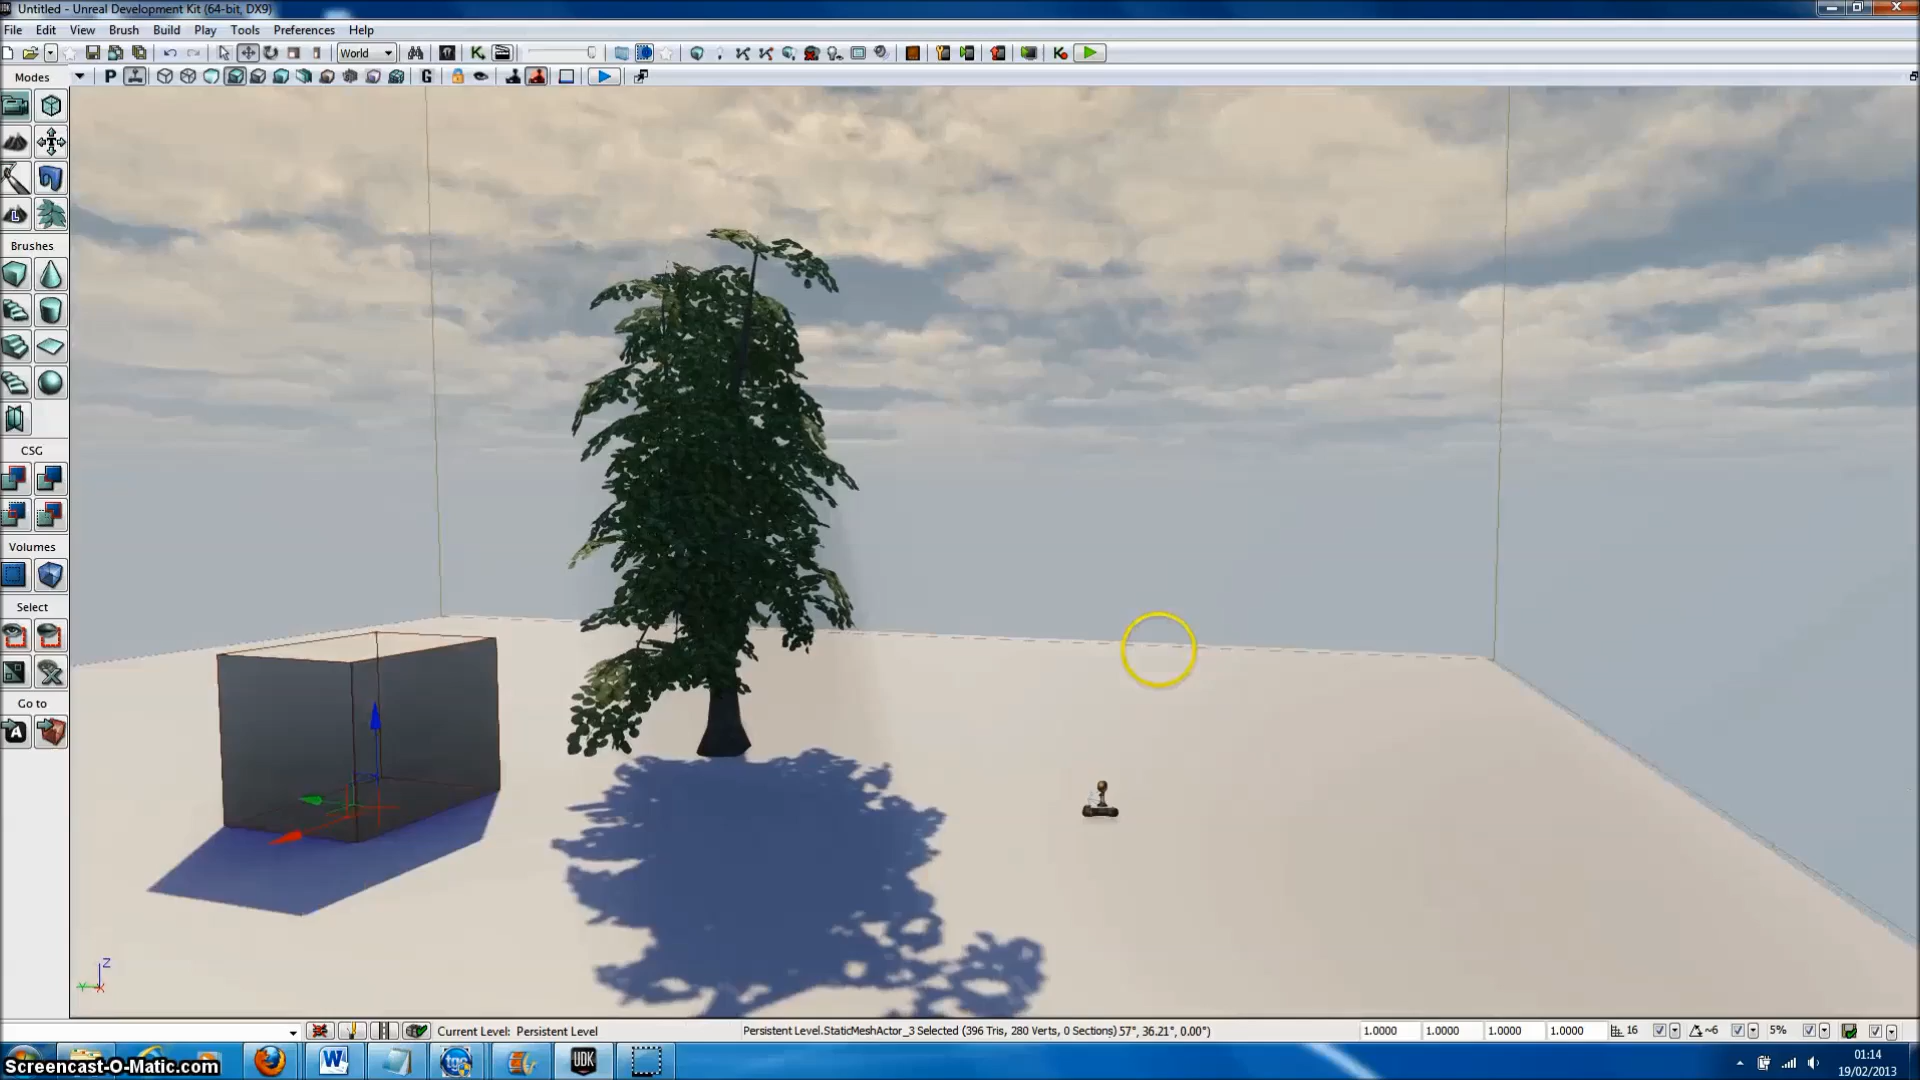 Untitled - Unreal Development Kit (64-bit, DX9)
File Edit View Brush Build Play Tools Preferences Help
World
Modes
P G
L
Brushes
CSG
Volumes
Select
Go to
A
Z
Y X
Current Level: Persistent Level
Persistent Level.StaticMeshActor_3 Selected (396 Tris, 280 Verts, 0 Sections) 57°, 36.21°, 0.00°)
1.0000 1.0000 1.0000 1.0000 16 ~6 5%
W tgc UDK
Screencast-O-Matic.com
01:14
19/02/2013